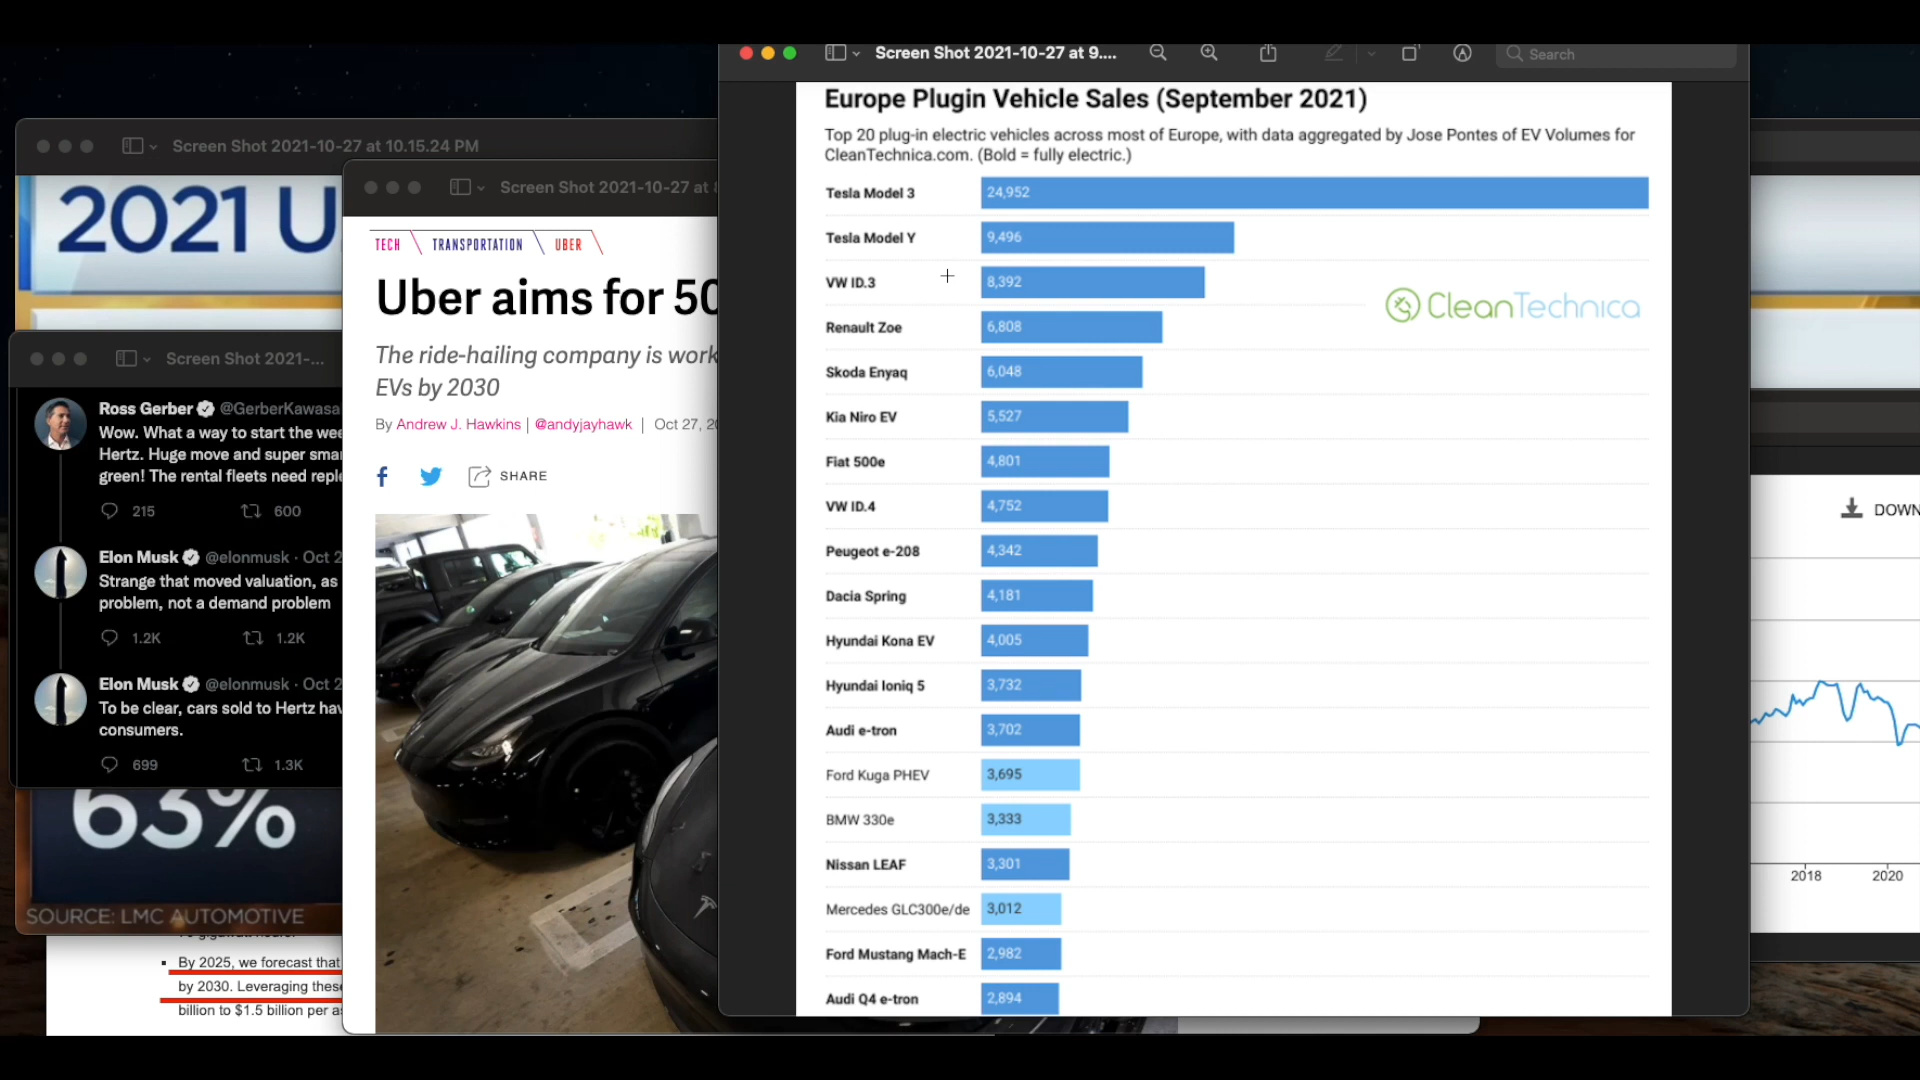 Screen Shot 2021-10-27 at 9....
Search
Europe Plugin Vehicle Sales (September 2021)
Top 20 plug-in electric vehicles across most of Europe, with data aggregated by Jose Pontes of EV Volumes for
CleanTechnica.com. (Bold = fully electric.)
Tesla Model 3 24,952
Tesla Model Y 9,496
VW ID.3 8,392
CleanTechnica
Renault Zoe 6,808
Skoda Enyaq 6,048
Kia Niro EV 5,527
Fiat 500e 4,801
VW ID.4 4,752
Peugeot e-208 4,342
Dacia Spring 4,181
Hyundai Kona EV 4,005
Hyundai Ioniq 5 3,732
Audi e-tron 3,702
Ford Kuga PHEV 3,695
BMW 330e 3,333
Nissan LEAF 3,301
Mercedes GLC300e/de 3,012
Ford Mustang Mach-E 2,982
Audi Q4 e-tron 2,894
Screen Shot 2021-10-27 at 10.15.24 PM
2021 U
Screen Shot 2021-10-27 at
TECH TRANSPORTATION UBER
Uber aims for 50
The ride-hailing company is work
EVs by 2030
By Andrew J. Hawkins | @andyjayhawk | Oct 27, 20
SHARE
Screen Shot 2021-...
Ross Gerber @GerberKawasa
Wow. What a way to start the wee
Hertz. Huge move and super sma
green! The rental fleets need reple
215 600
Elon Musk @elonmusk · Oct 2
Strange that moved valuation, as
problem, not a demand problem
1.2K 1.2K
Elon Musk @elonmusk · Oct 2
To be clear, cars sold to Hertz hav
consumers.
699 1.3K
63%
SOURCE: LMC AUTOMOTIVE
By 2025, we forecast that
by 2030. Leveraging these
billion to $1.5 billion per a
DOWN
2018 2020